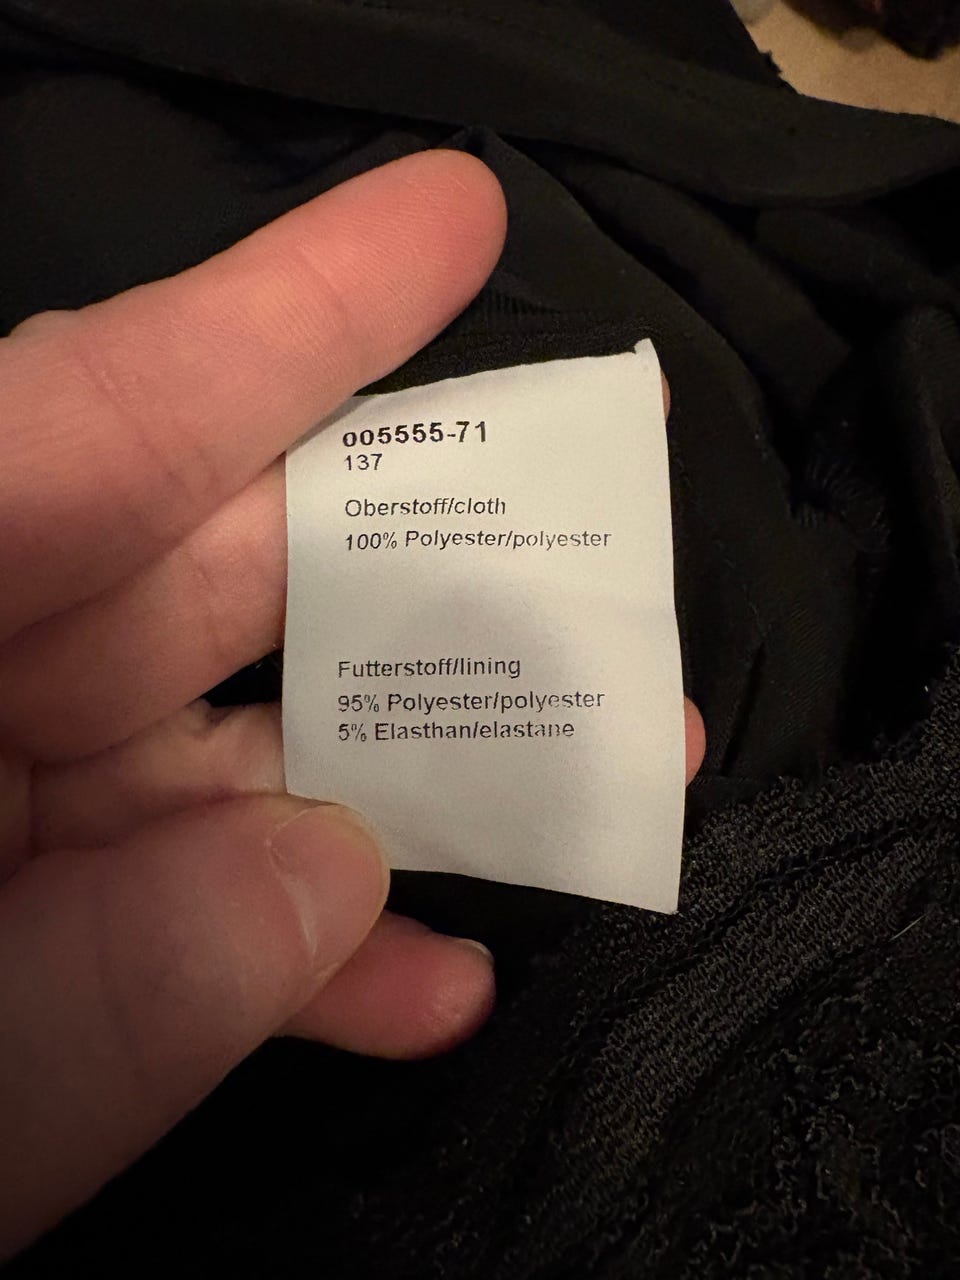 005555-71
137
Oberstoff/cloth
100% Polyester/polyester
Futterstoff/lining
95% Polyester/polyester
5% Elasthan/elastane